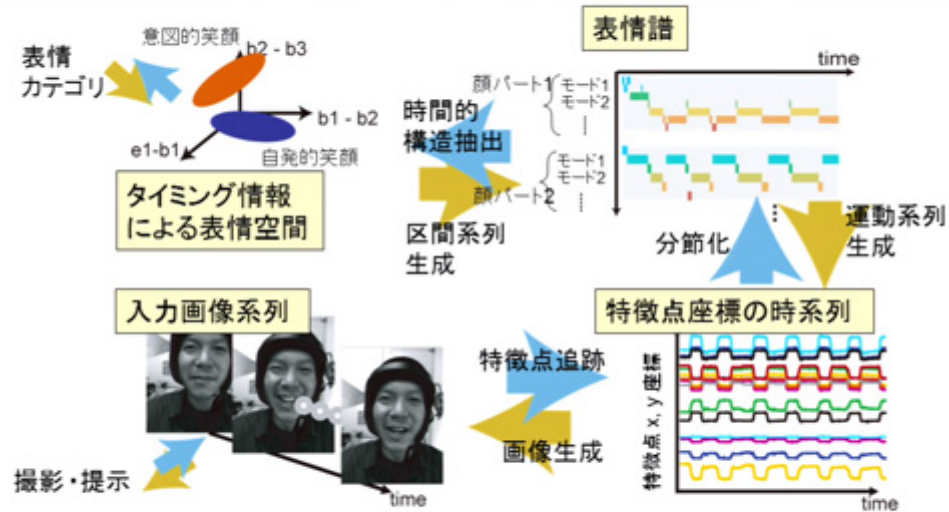 表情
カテゴリ
意図的笑顔
b2 - b3
b1 - b2
e1-b1
自発的笑顔
タイミング情報
による表情空間
時間的
構造抽出
区間系列
生成
表情譜
time
顔パート1
モード1
モード2
顔パート2
モード1
モード2
分節化
運動系列
生成
入力画像系列
撮影・提示
time
特徴点追跡
画像生成
特徴点座標の時系列
特徴点 x, y 座標
time